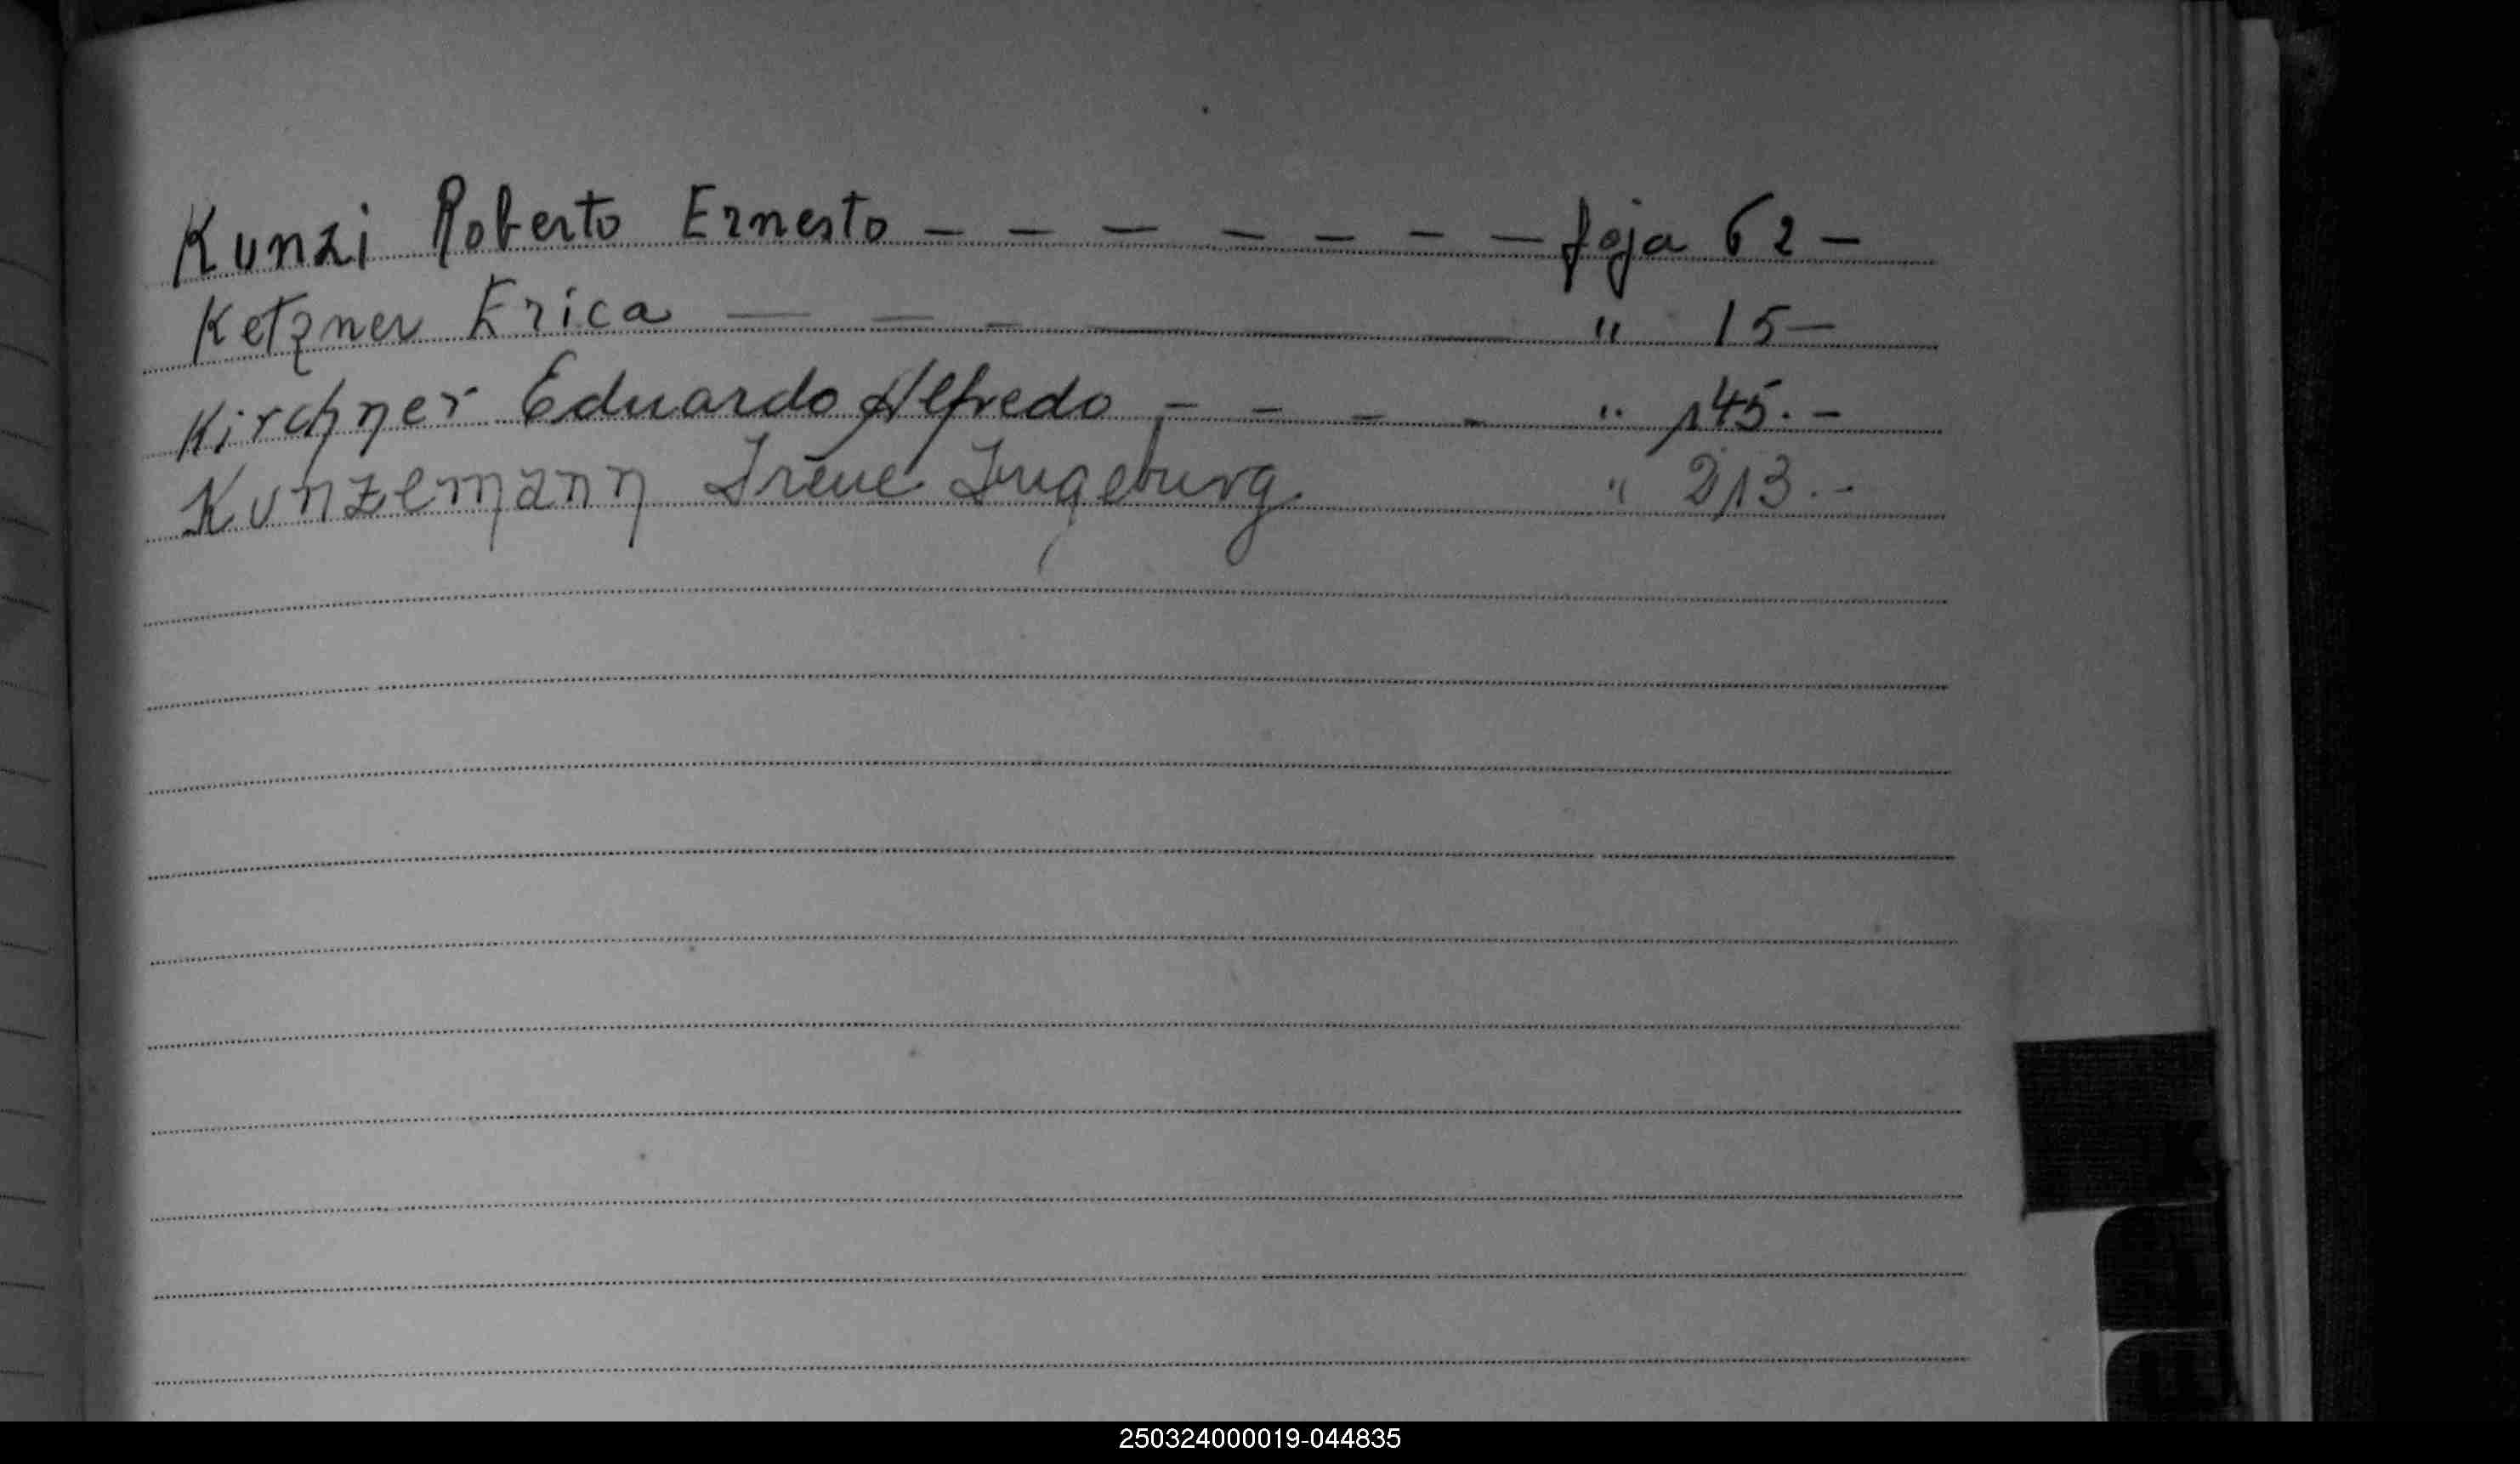 Kunzi Roberto Ernesto - - - - - - - foja 62 -
Ketzner Erica - - - " 15 -
Kirchner Eduardo Alfredo - - - - " 145. -
Kunzemann Irene Ingeburg " 213. -
250324000019-044835